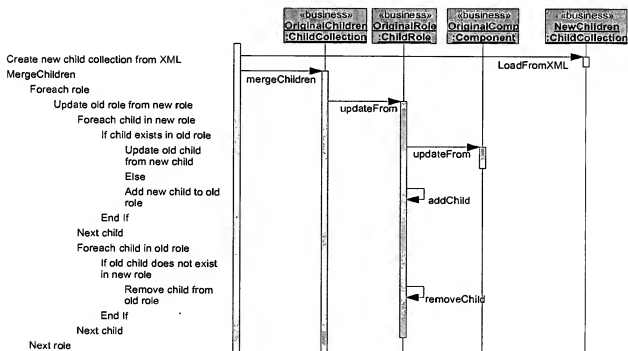 «business»
OriginalChildren
:ChildCollection
«business»
OriginalRole
:ChildRole
«business»
OriginalComp
:Component
«business»
NewChildren
:ChildCollection
Create new child collection from XML
LoadFromXML
MergeChildren
mergeChildren
Foreach role
Update old role from new role
updateFrom
Foreach child in new role
If child exists in old role
Update old child
from new child
updateFrom
Else
Add new child to old
role
addChild
End If
Next child
Foreach child in old role
If old child does not exist
in new role
Remove child from
old role
removeChild
End If
Next child
Next role